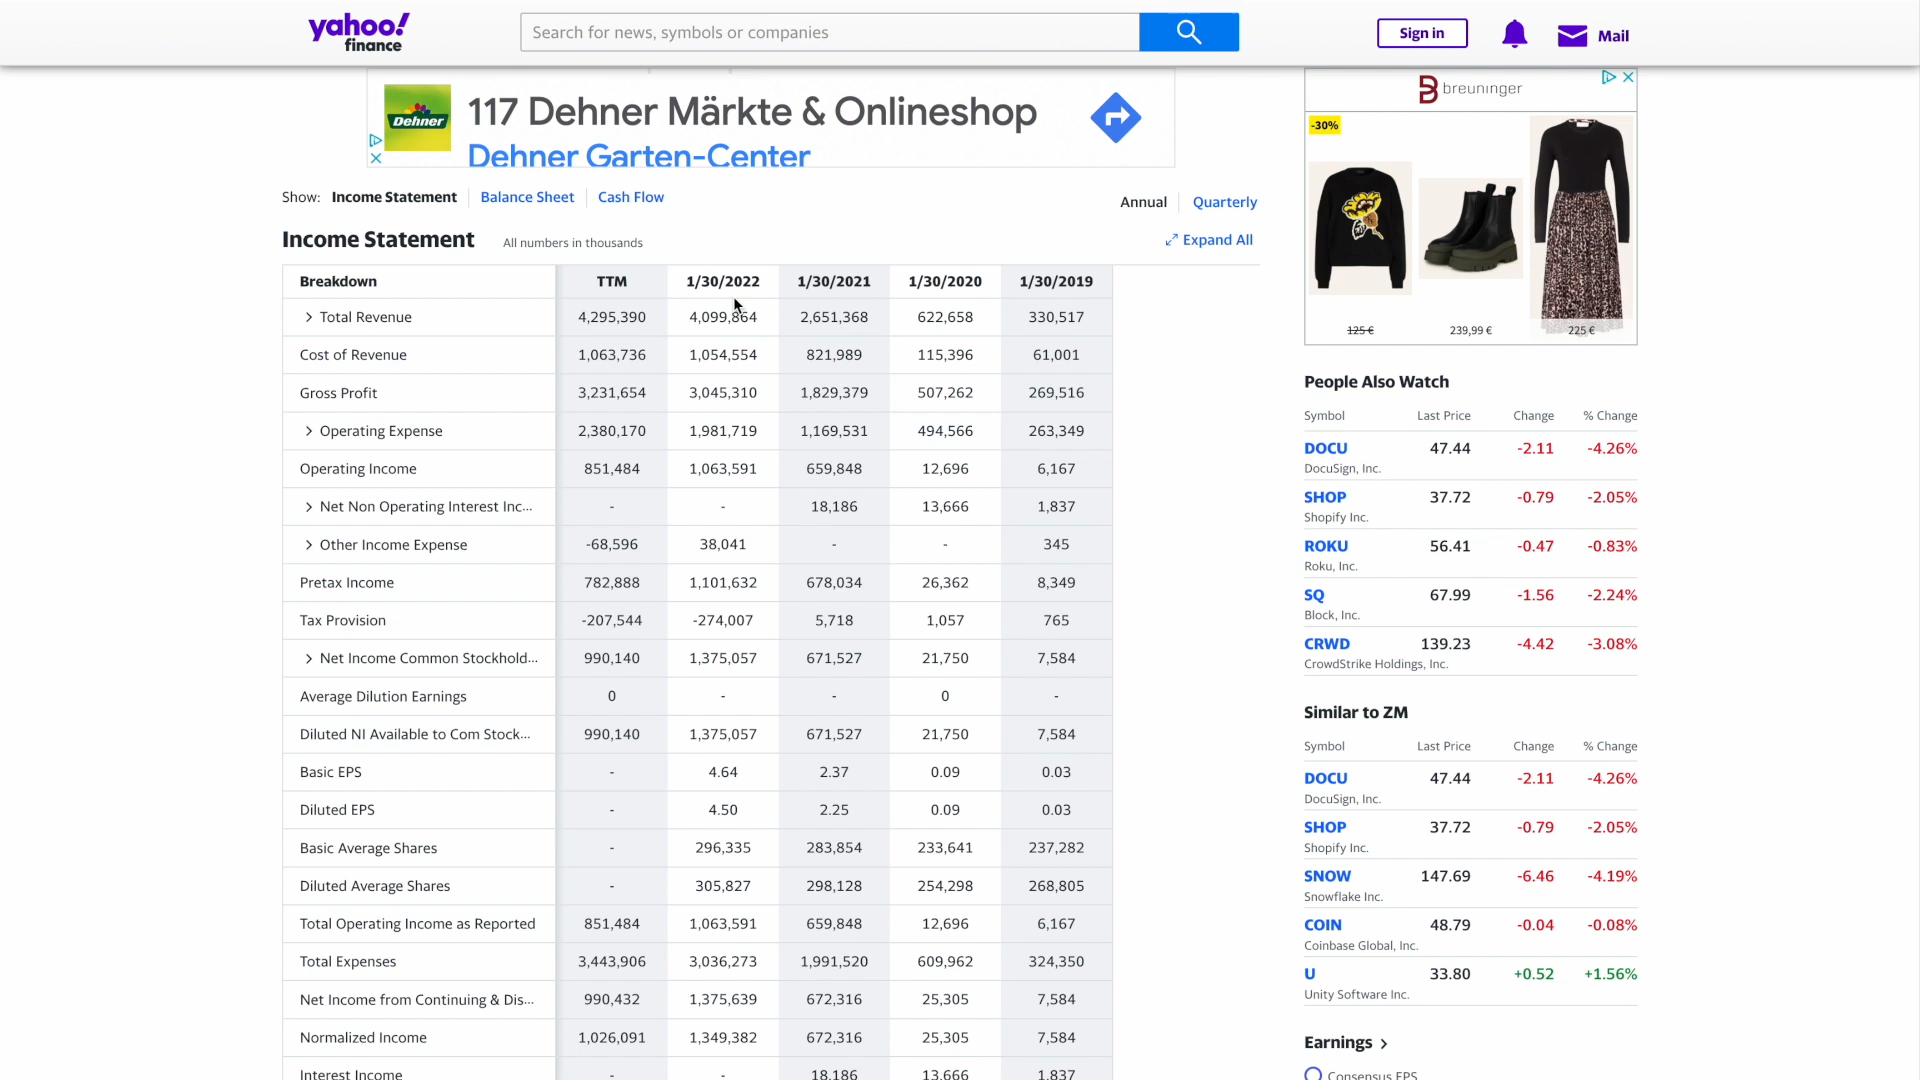 yahoo!
finance
Search for news, symbols or companies
Sign in
Mail
Dehner
117 Dehner Märkte & Onlineshop
Dehner Garten-Center
breuninger
-30%
125 €
239,99 €
225 €
Show: Income Statement Balance Sheet Cash Flow
Annual Quarterly
Income Statement All numbers in thousands
Expand All
Breakdown TTM 1/30/2022 1/30/2021 1/30/2020 1/30/2019
Total Revenue 4,295,390 4,099,864 2,651,368 622,658 330,517
Cost of Revenue 1,063,736 1,054,554 821,989 115,396 61,001
Gross Profit 3,231,654 3,045,310 1,829,379 507,262 269,516
Operating Expense 2,380,170 1,981,719 1,169,531 494,566 263,349
Operating Income 851,484 1,063,591 659,848 12,696 6,167
Net Non Operating Interest Inc... - - 18,186 13,666 1,837
Other Income Expense -68,596 38,041 - - 345
Pretax Income 782,888 1,101,632 678,034 26,362 8,349
Tax Provision -207,544 -274,007 5,718 1,057 765
Net Income Common Stockhold... 990,140 1,375,057 671,527 21,750 7,584
Average Dilution Earnings 0 - - 0 -
Diluted NI Available to Com Stock... 990,140 1,375,057 671,527 21,750 7,584
Basic EPS - 4.64 2.37 0.09 0.03
Diluted EPS - 4.50 2.25 0.09 0.03
Basic Average Shares - 296,335 283,854 233,641 237,282
Diluted Average Shares - 305,827 298,128 254,298 268,805
Total Operating Income as Reported 851,484 1,063,591 659,848 12,696 6,167
Total Expenses 3,443,906 3,036,273 1,991,520 609,962 324,350
Net Income from Continuing & Dis... 990,432 1,375,639 672,316 25,305 7,584
Normalized Income 1,026,091 1,349,382 672,316 25,305 7,584
Interest Income - - 18,186 13,666 1,837
People Also Watch
Symbol Last Price Change % Change
DOCU 47.44 -2.11 -4.26%
DocuSign, Inc.
SHOP 37.72 -0.79 -2.05%
Shopify Inc.
ROKU 56.41 -0.47 -0.83%
Roku, Inc.
SQ 67.99 -1.56 -2.24%
Block, Inc.
CRWD 139.23 -4.42 -3.08%
CrowdStrike Holdings, Inc.
Similar to ZM
Symbol Last Price Change % Change
DOCU 47.44 -2.11 -4.26%
DocuSign, Inc.
SHOP 37.72 -0.79 -2.05%
Shopify Inc.
SNOW 147.69 -6.46 -4.19%
Snowflake Inc.
COIN 48.79 -0.04 -0.08%
Coinbase Global, Inc.
U 33.80 +0.52 +1.56%
Unity Software Inc.
Earnings
Consensus EPS